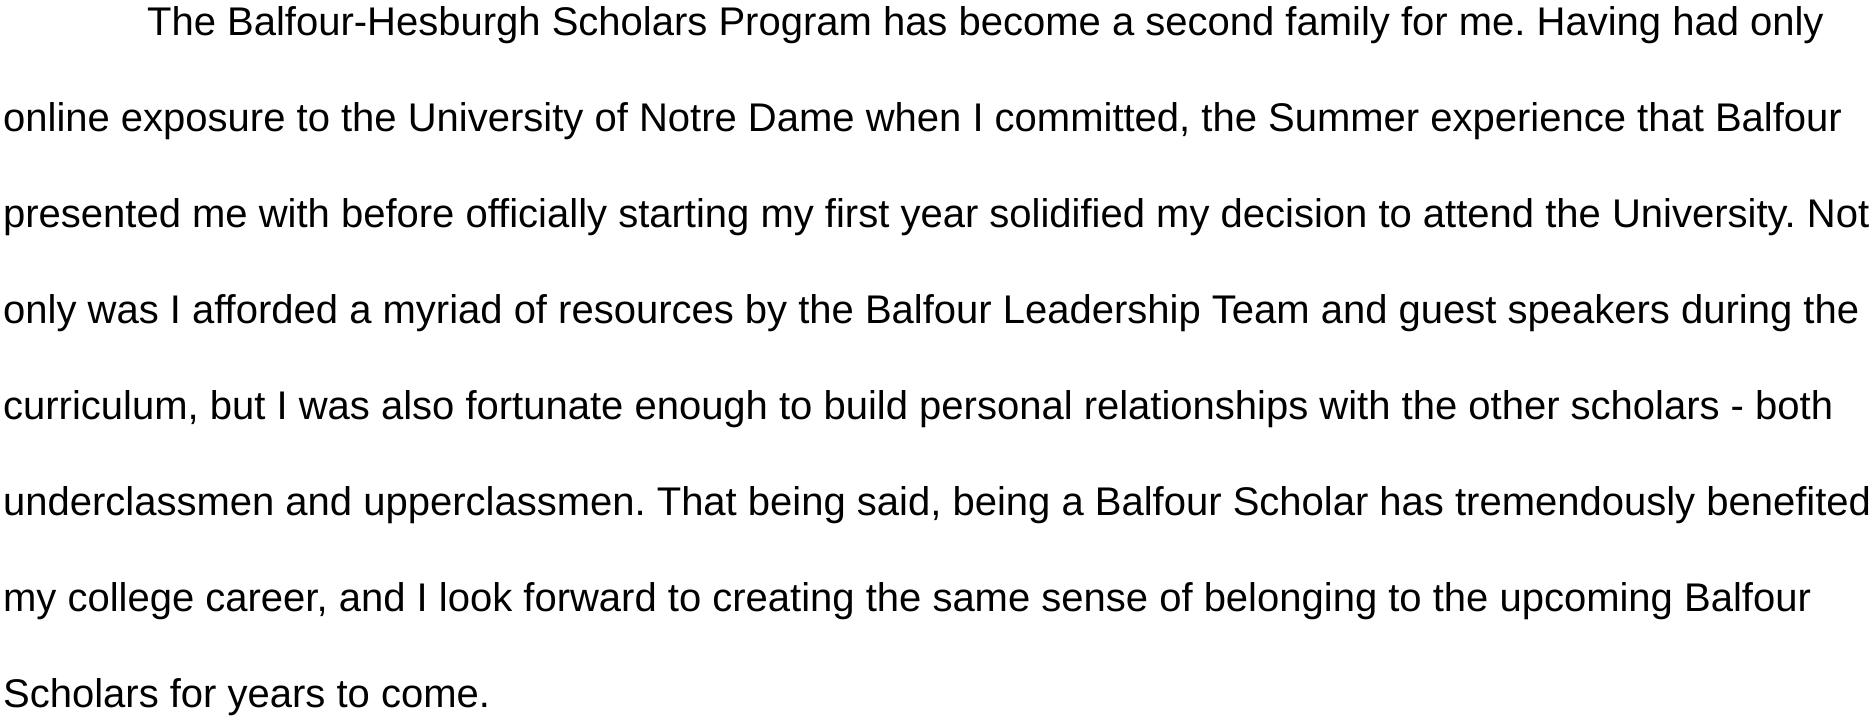 The Balfour-Hesburgh Scholars Program has become a second family for me. Having had only
online exposure to the University of Notre Dame when I committed, the Summer experience that Balfour
presented me with before officially starting my first year solidified my decision to attend the University. Not
only was I afforded a myriad of resources by the Balfour Leadership Team and guest speakers during the
curriculum, but I was also fortunate enough to build personal relationships with the other scholars - both
underclassmen and upperclassmen. That being said, being a Balfour Scholar has tremendously benefited
my college career, and I look forward to creating the same sense of belonging to the upcoming Balfour
Scholars for years to come.